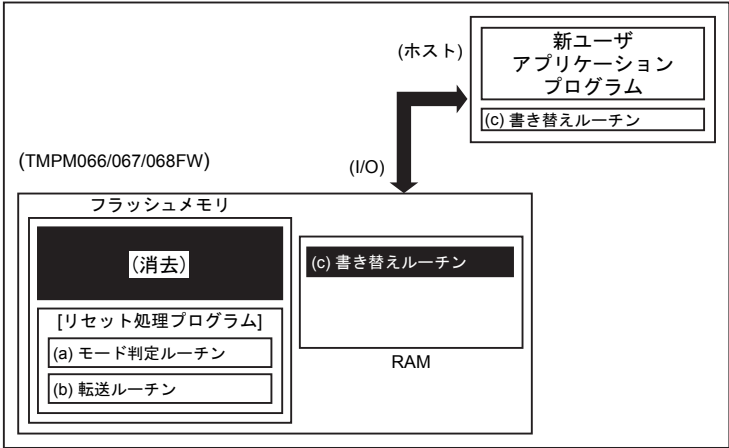 (ホスト)
新ユーザ
アプリケーション
プログラム
(c) 書き替えルーチン
(TMPM066/067/068FW)
(I/O)
フラッシュメモリ
(消去)
[リセット処理プログラム]
(a) モード判定ルーチン
(b) 転送ルーチン
(c) 書き替えルーチン
RAM